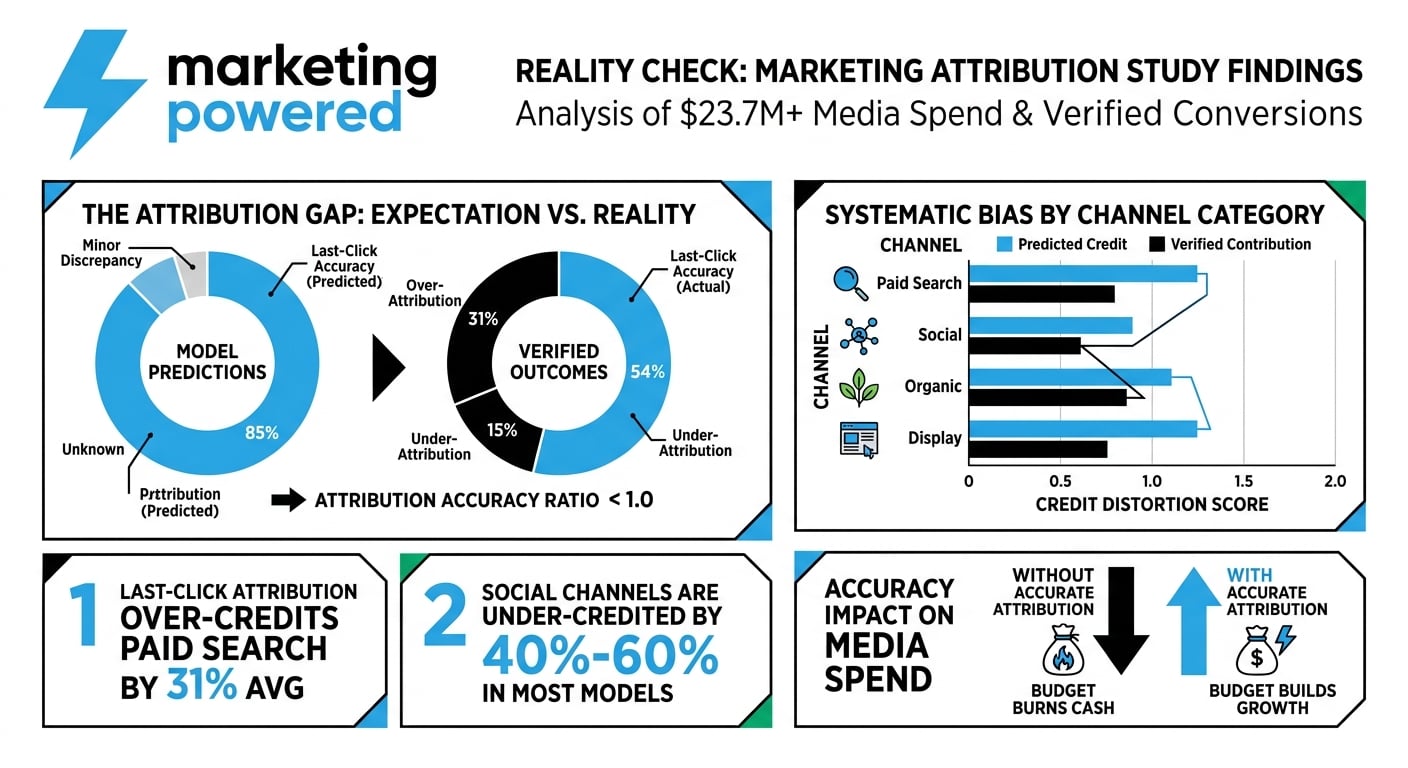 marketing
powered
REALITY CHECK: MARKETING ATTRIBUTION STUDY FINDINGS
Analysis of $23.7M+ Media Spend & Verified Conversions
THE ATTRIBUTION GAP: EXPECTATION VS. REALITY
Minor
Discrepancy
Last-Click
Accuracy
(Predicted)
MODEL
PREDICTIONS
85%
Unknown
Prttribution
(Predicted)
Over-
Attribution
31%
Last-Click
Accuracy
(Actual)
VERIFIED
OUTCOMES
54%
15%
Under-
Attribution
Under-
Attribution
ATTRIBUTION ACCURACY RATIO < 1.0
SYSTEMATIC BIAS BY CHANNEL CATEGORY
CHANNEL
Predicted Credit
Verified Contribution
CHANNEL
Paid Search
Social
Organic
Display
0
0.5
1.0
1.5
2.0
CREDIT DISTORTION SCORE
1
LAST-CLICK ATTRIBUTION
OVER-CREDITS
PAID SEARCH
BY 31% AVG
2
SOCIAL CHANNELS ARE
UNDER-CREDITED BY
40%-60%
IN MOST MODELS
ACCURACY
IMPACT ON
MEDIA
SPEND
WITHOUT
ACCURATE
ATTRIBUTION
BUDGET
BURNS CASH
WITH
ACCURATE
ATTRIBUTION
$
BUDGET BUILDS
GROWTH